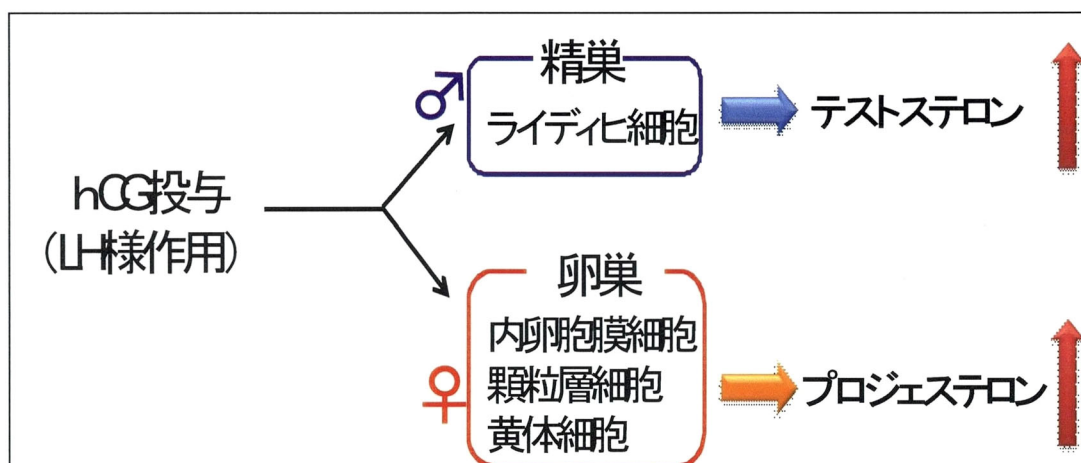 精巣
ライディヒ細胞
テストステロン
hCG投与
(LH様作用)
卵巣
内卵胞膜細胞
顆粒層細胞
黄体細胞
プロジェステロン